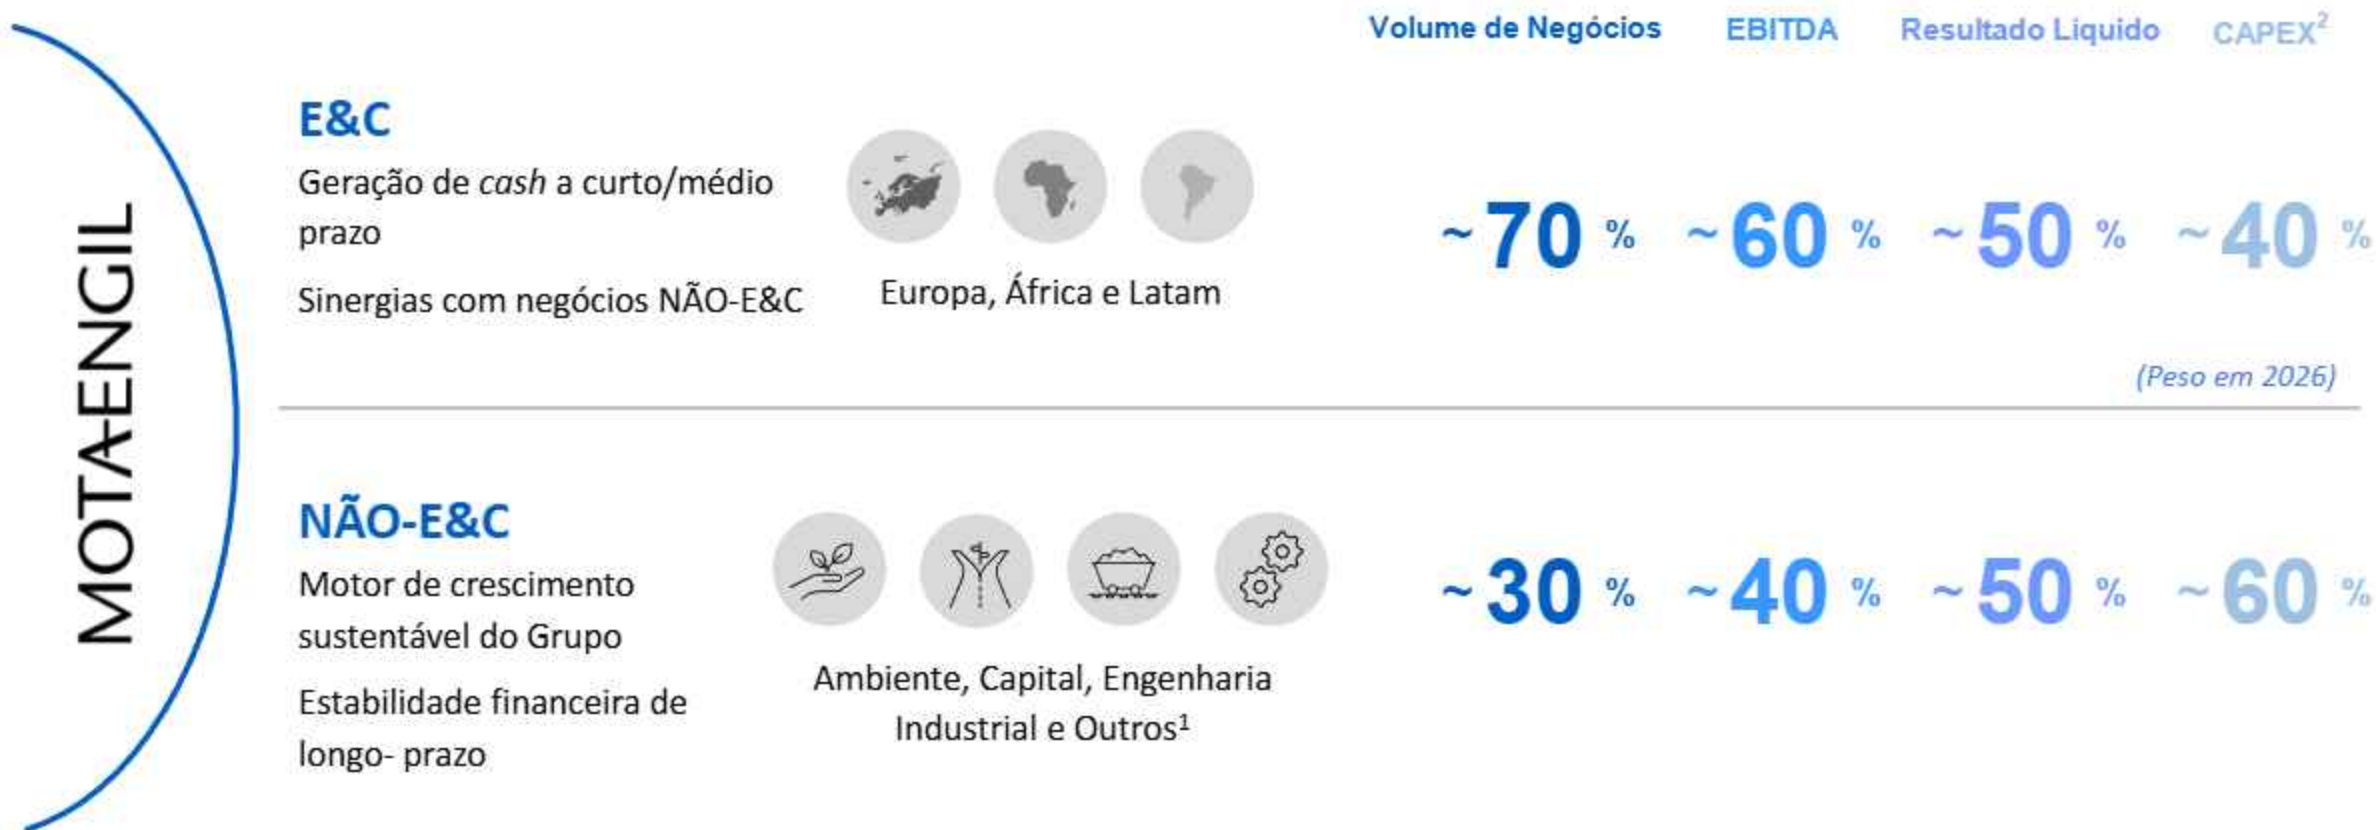 MOTAENGIL
Volume de Negócios EBITDA Resultado Liquido CAPEX²
E&C
Geração de cash a curto/médio
prazo
Sinergias com negócios NÃO-E&C
Europa, África e Latam
~70 % ~60 % ~50 % ~40 %
(Peso em 2026)
NÃO-E&C
Motor de crescimento
sustentável do Grupo
Estabilidade financeira de
longo- prazo
Ambiente, Capital, Engenharia
Industrial e Outros¹
~30 % ~40 % ~50 % ~60 %